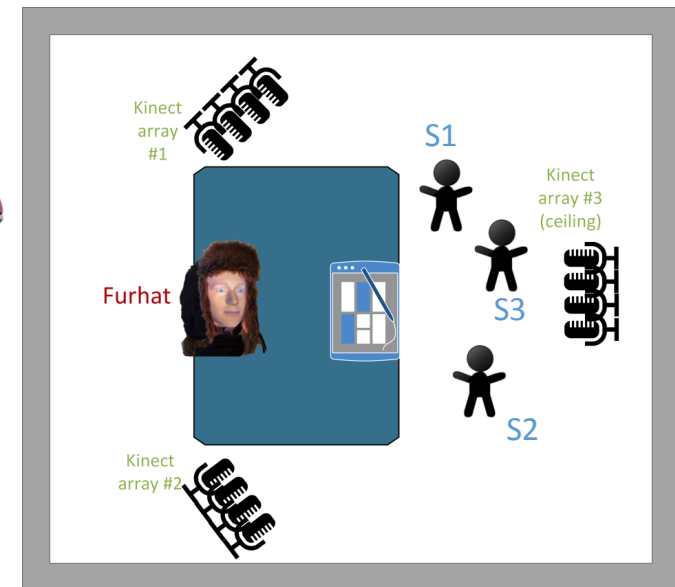 Kinect
array
#1
S1
Kinect
array #3
(ceiling)
Furhat
S3
S2
Kinect
array #2